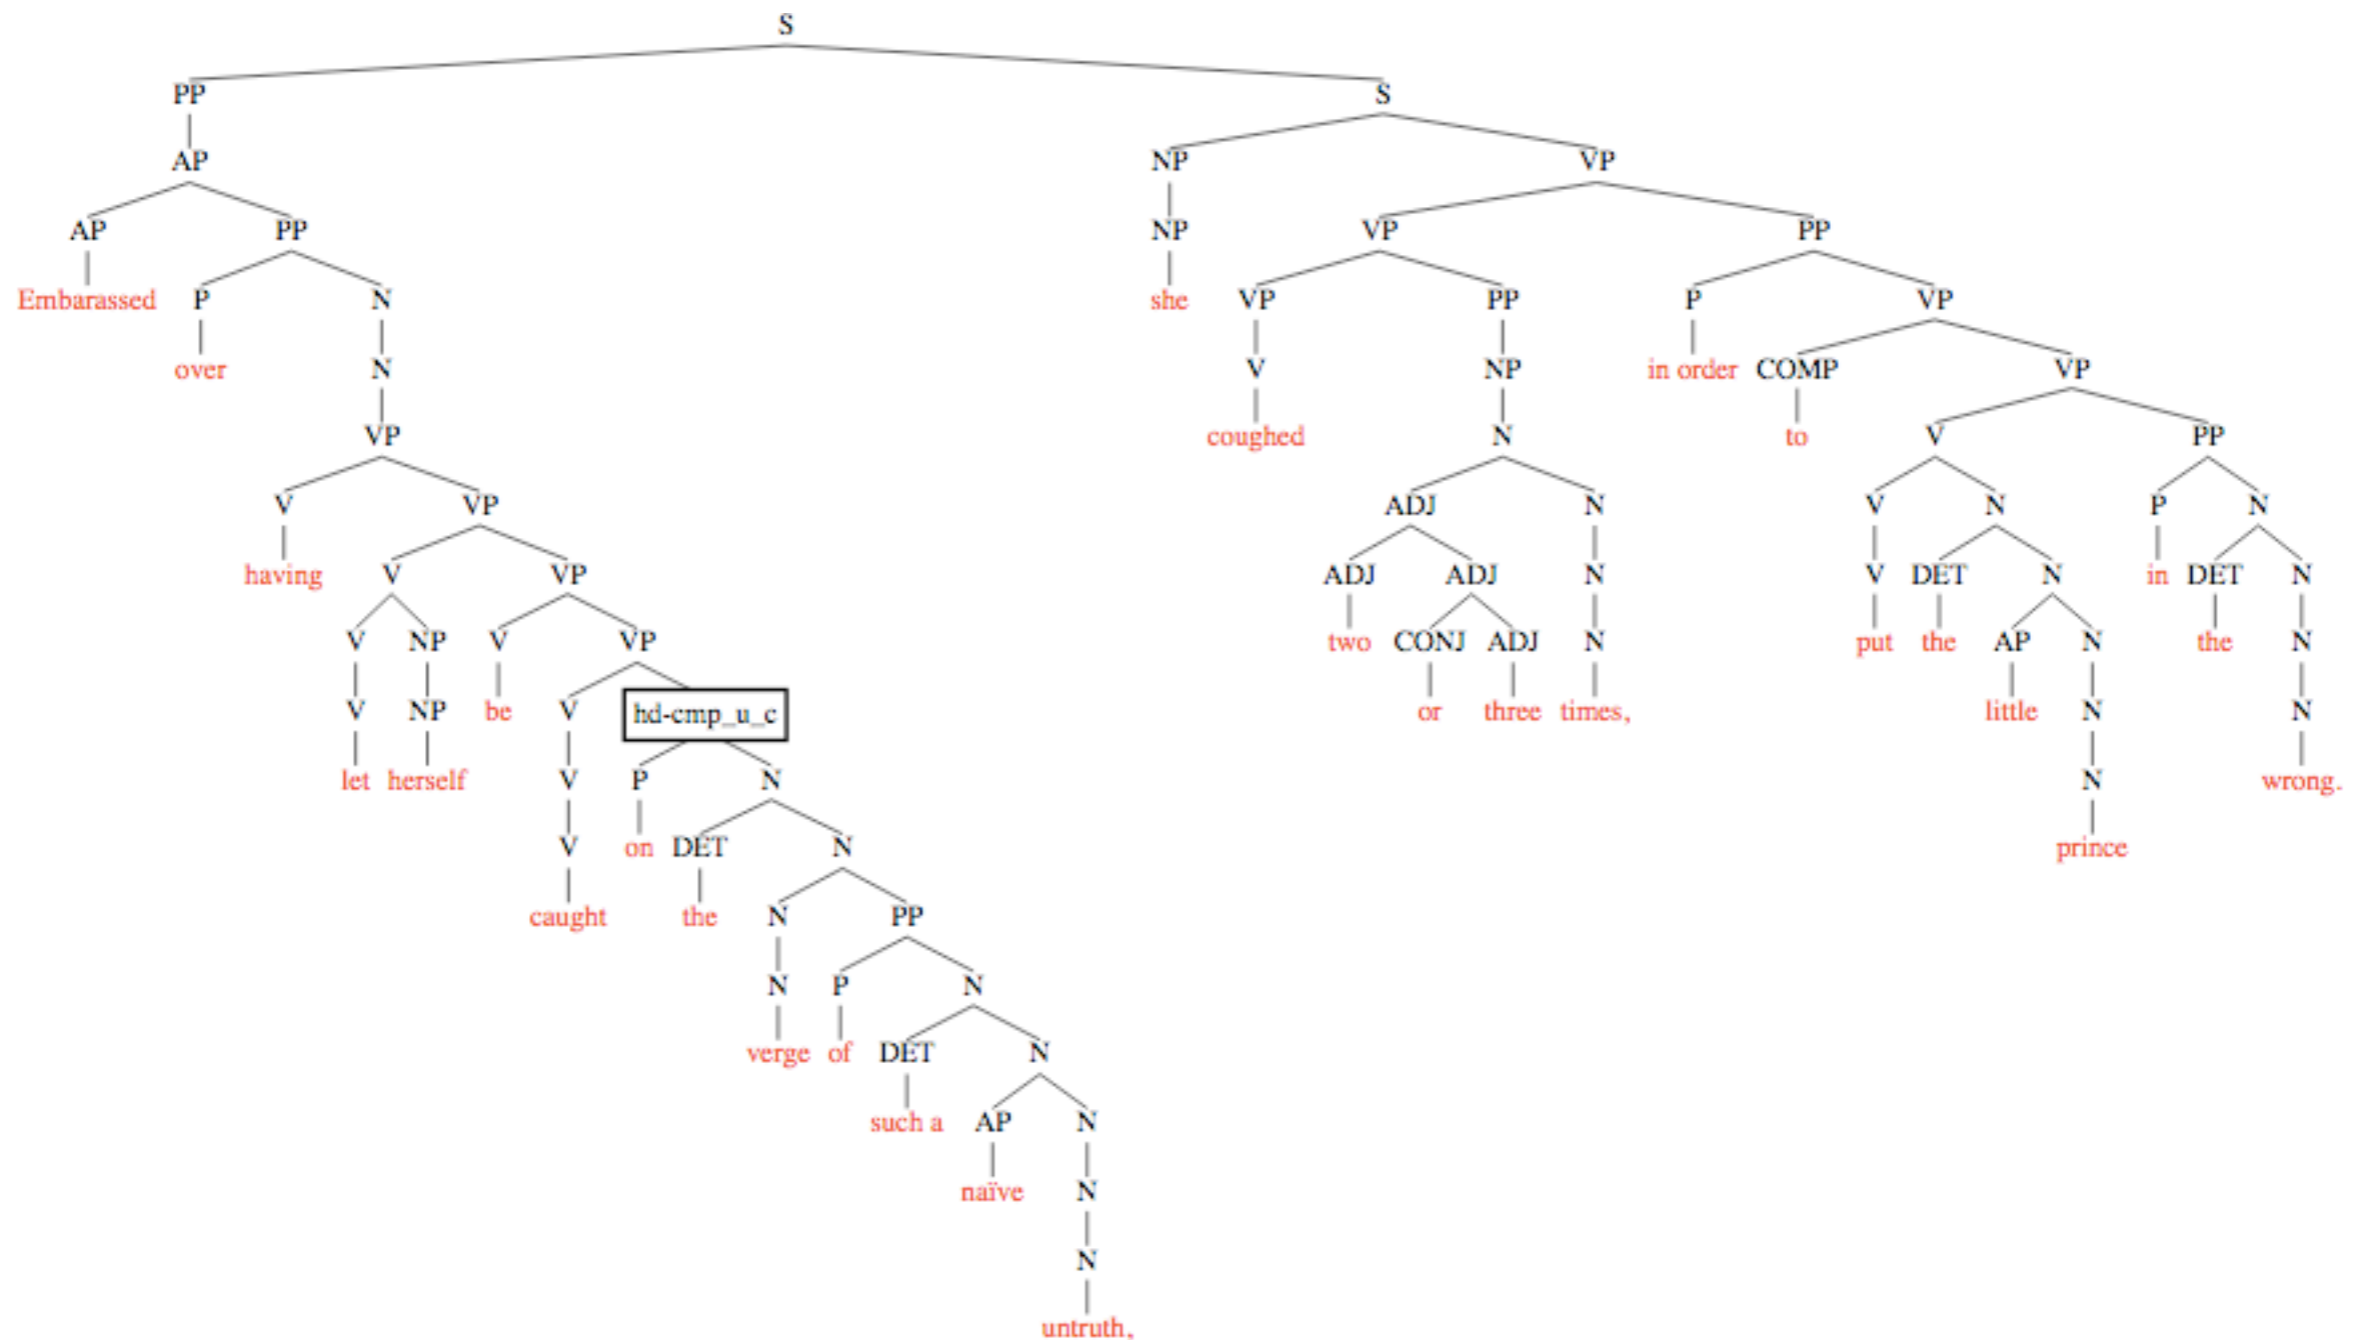 S
PP S
AP NP VP
AP PP NP VP PP
Embarassed P N she VP PP P VP
over N V NP in order COMP VP
VP coughed N to V PP
V VP ADJ N V N P N
having V VP ADJ ADJ N V DET N in DET N
V NP V VP two CONJ ADJ N put the AP N the N
V NP be V hd-cmp_u_c or three times, little N N
let herself V P N N wrong.
V on DET N prince
caught the N PP
N P N
verge of DET N
such a AP N
naïve N
N
untruth,